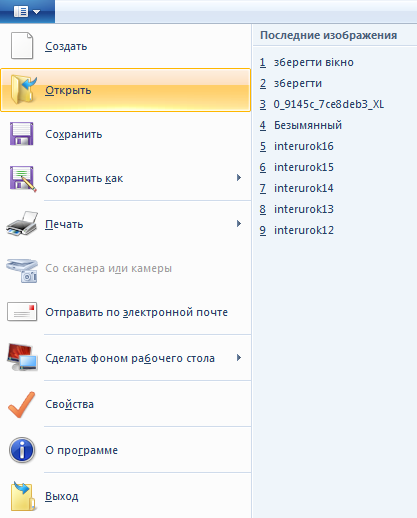 Создать
Открыть
Сохранить
Сохранить как
Печать
Со сканера или камеры
Отправить по электронной почте
Сделать фоном рабочего стола
Свойства
О программе
Выход
Последние изображения
1 зберегти вікно
2 зберегти
3 0_9145c_7ce8deb3_XL
4 Безымянный
5 interurok16
6 interurok15
7 interurok14
8 interurok13
9 interurok12